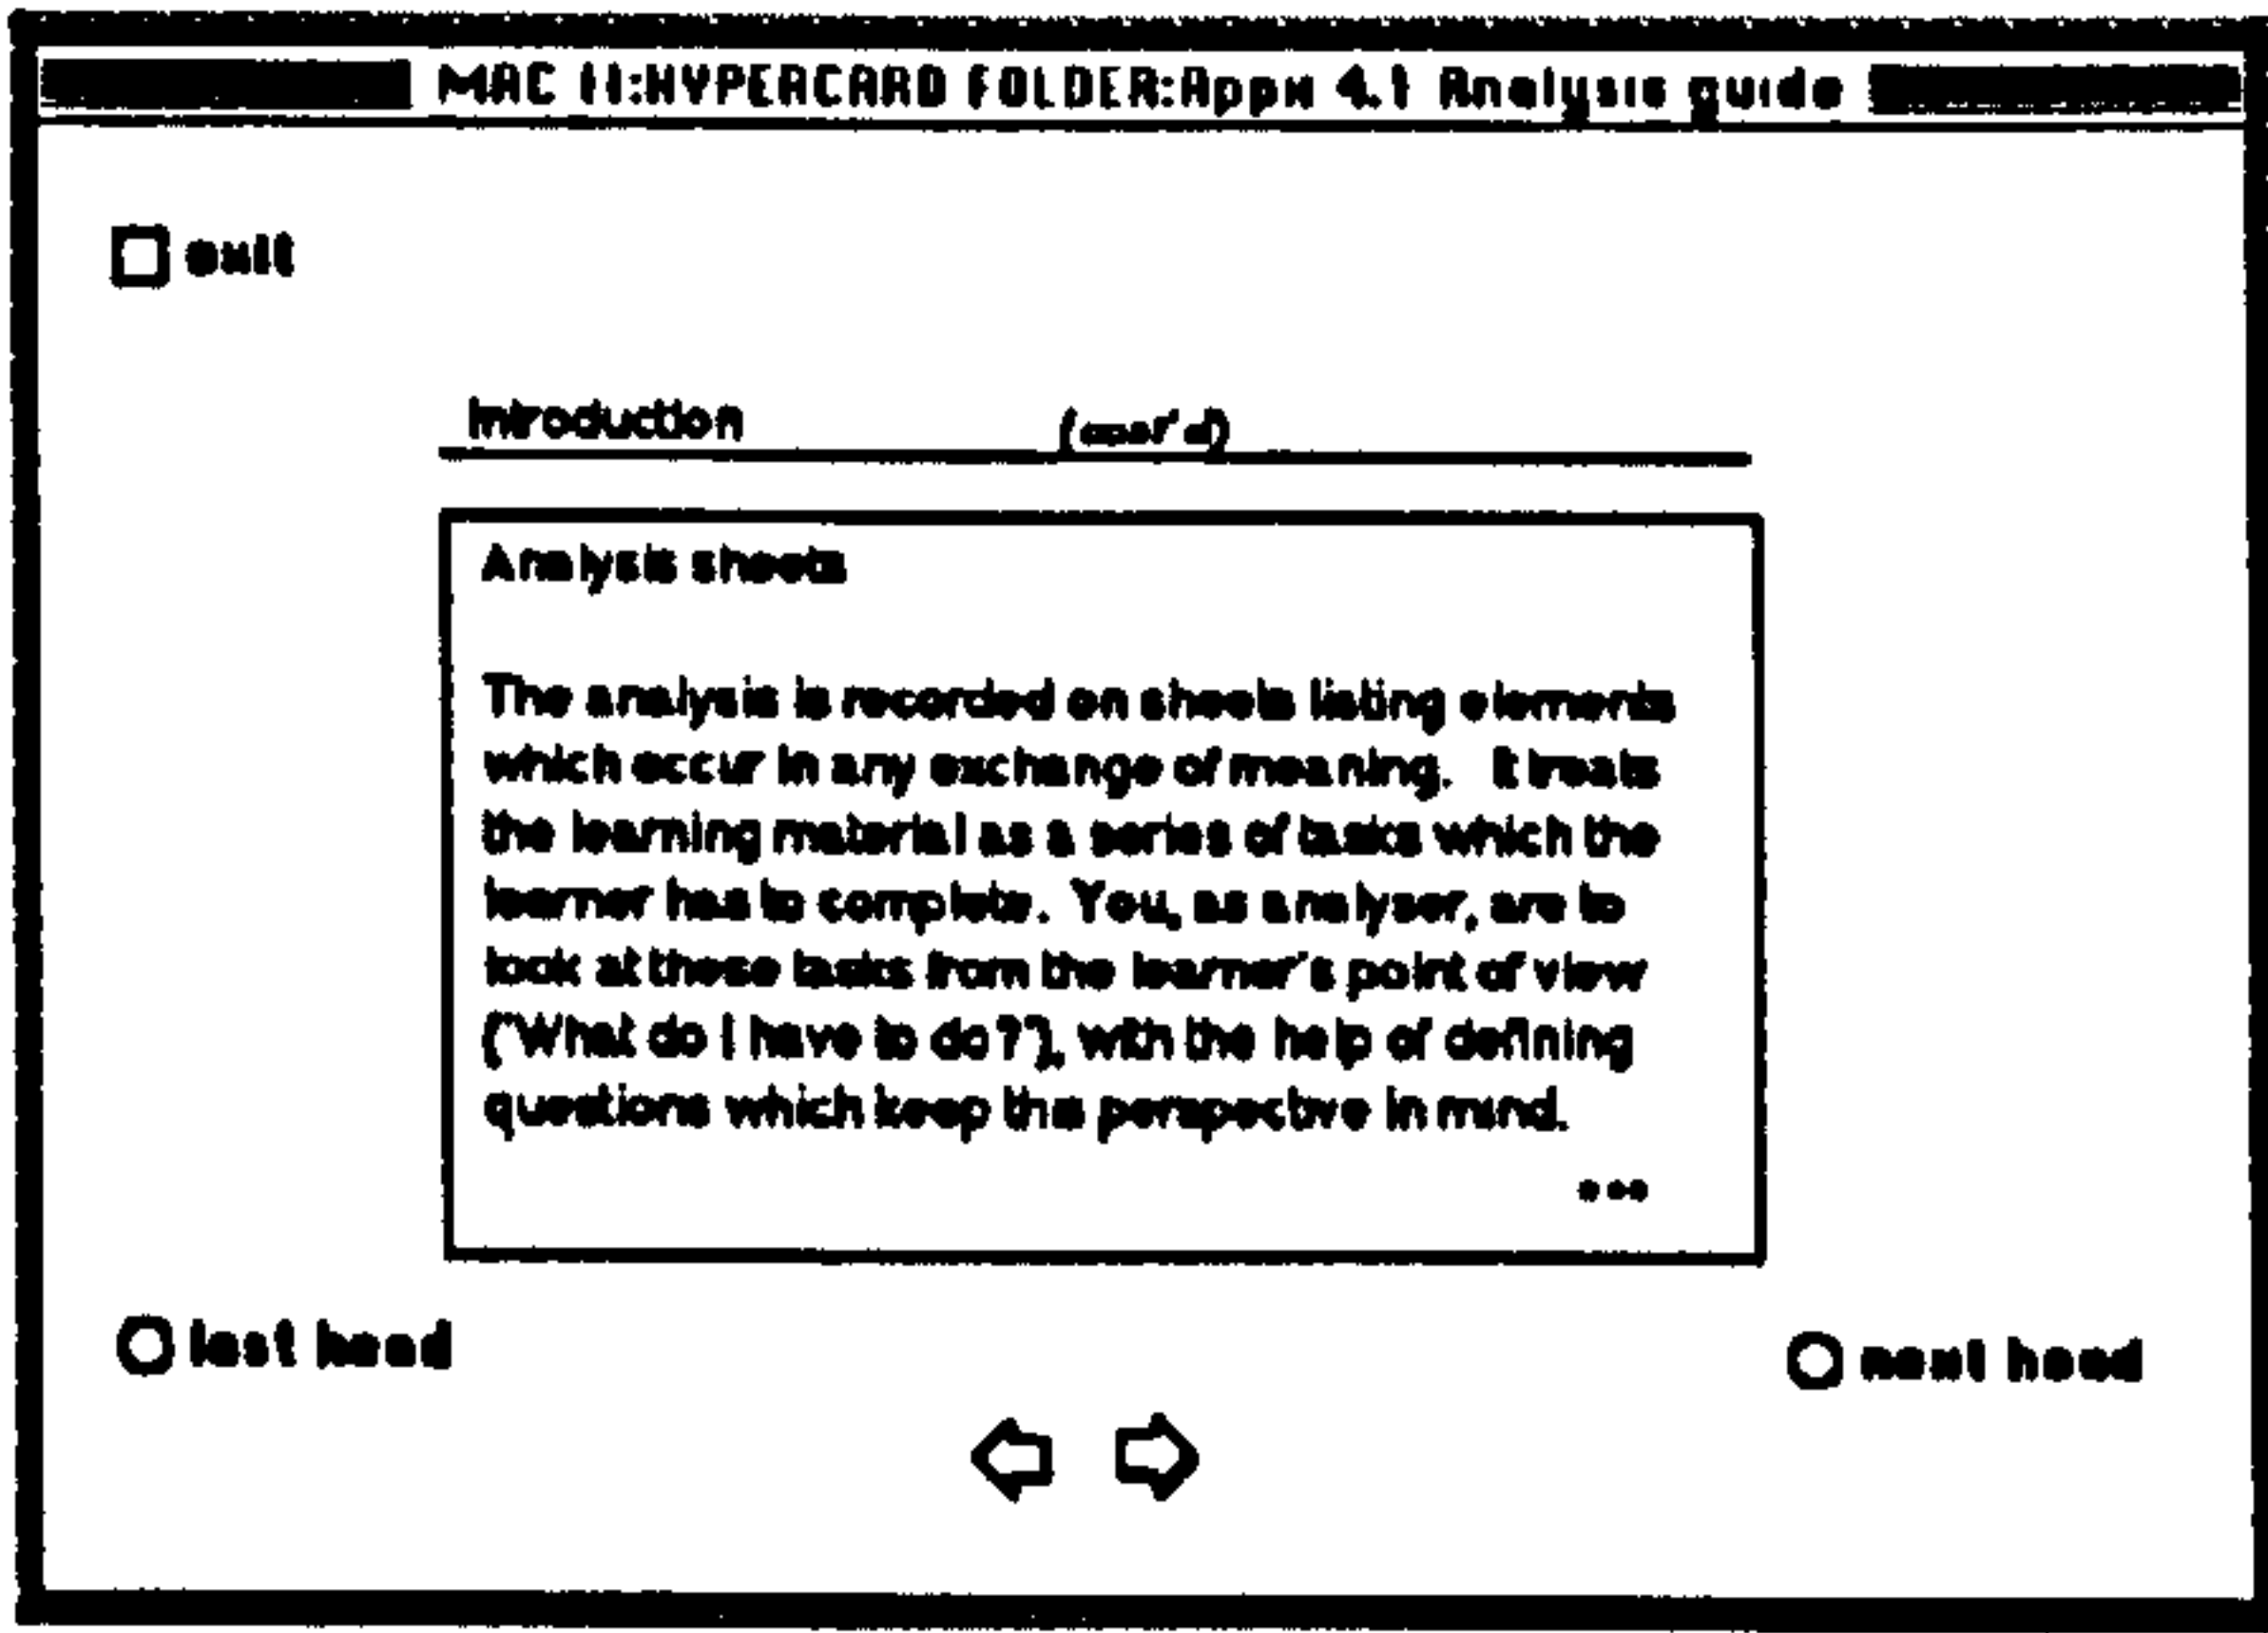 MAC II:HYPERCARD FOLDER:Appx 4.1 Analysis guide
exit
Introduction (cont'd)
Analysis sheets
The analysis is recorded on sheets listing elements
which occur in any exchange of meaning. It treats
the learning material as a series of tasks which the
learner has to complete. You, as analyser, are to
look at these tasks from the learner's point of view
("What do I have to do?"), with the help of defining
questions which keep this perspective in mind.
•••
last head
next head